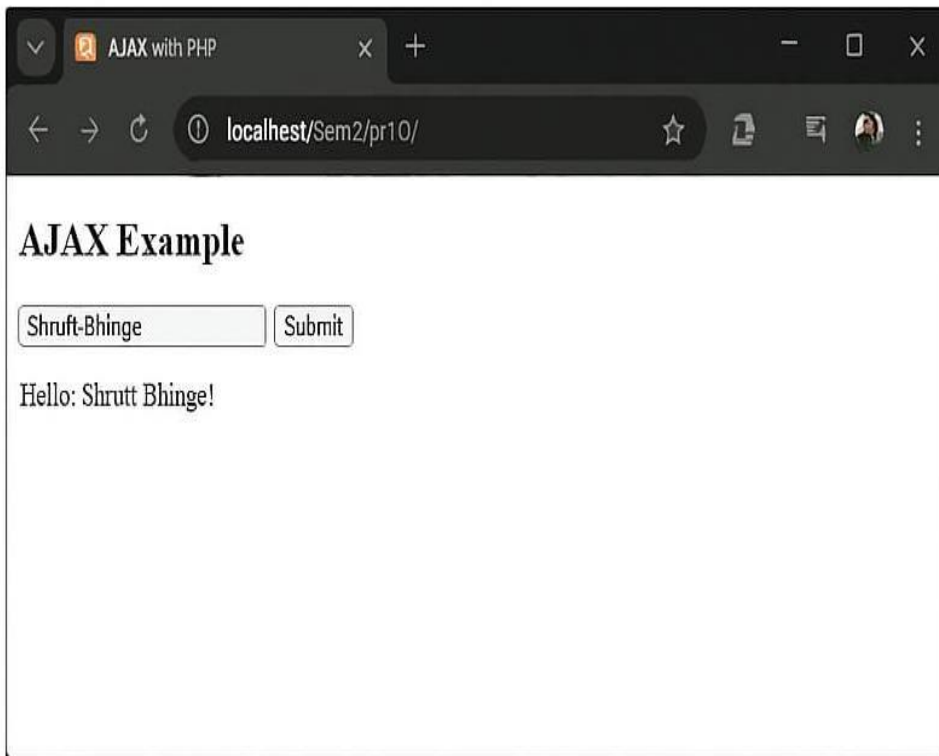 AJAX with PHP
localhest/Sem2/pr10/
AJAX Example
Shruft-Bhinge Submit
Hello: Shrutt Bhinge!